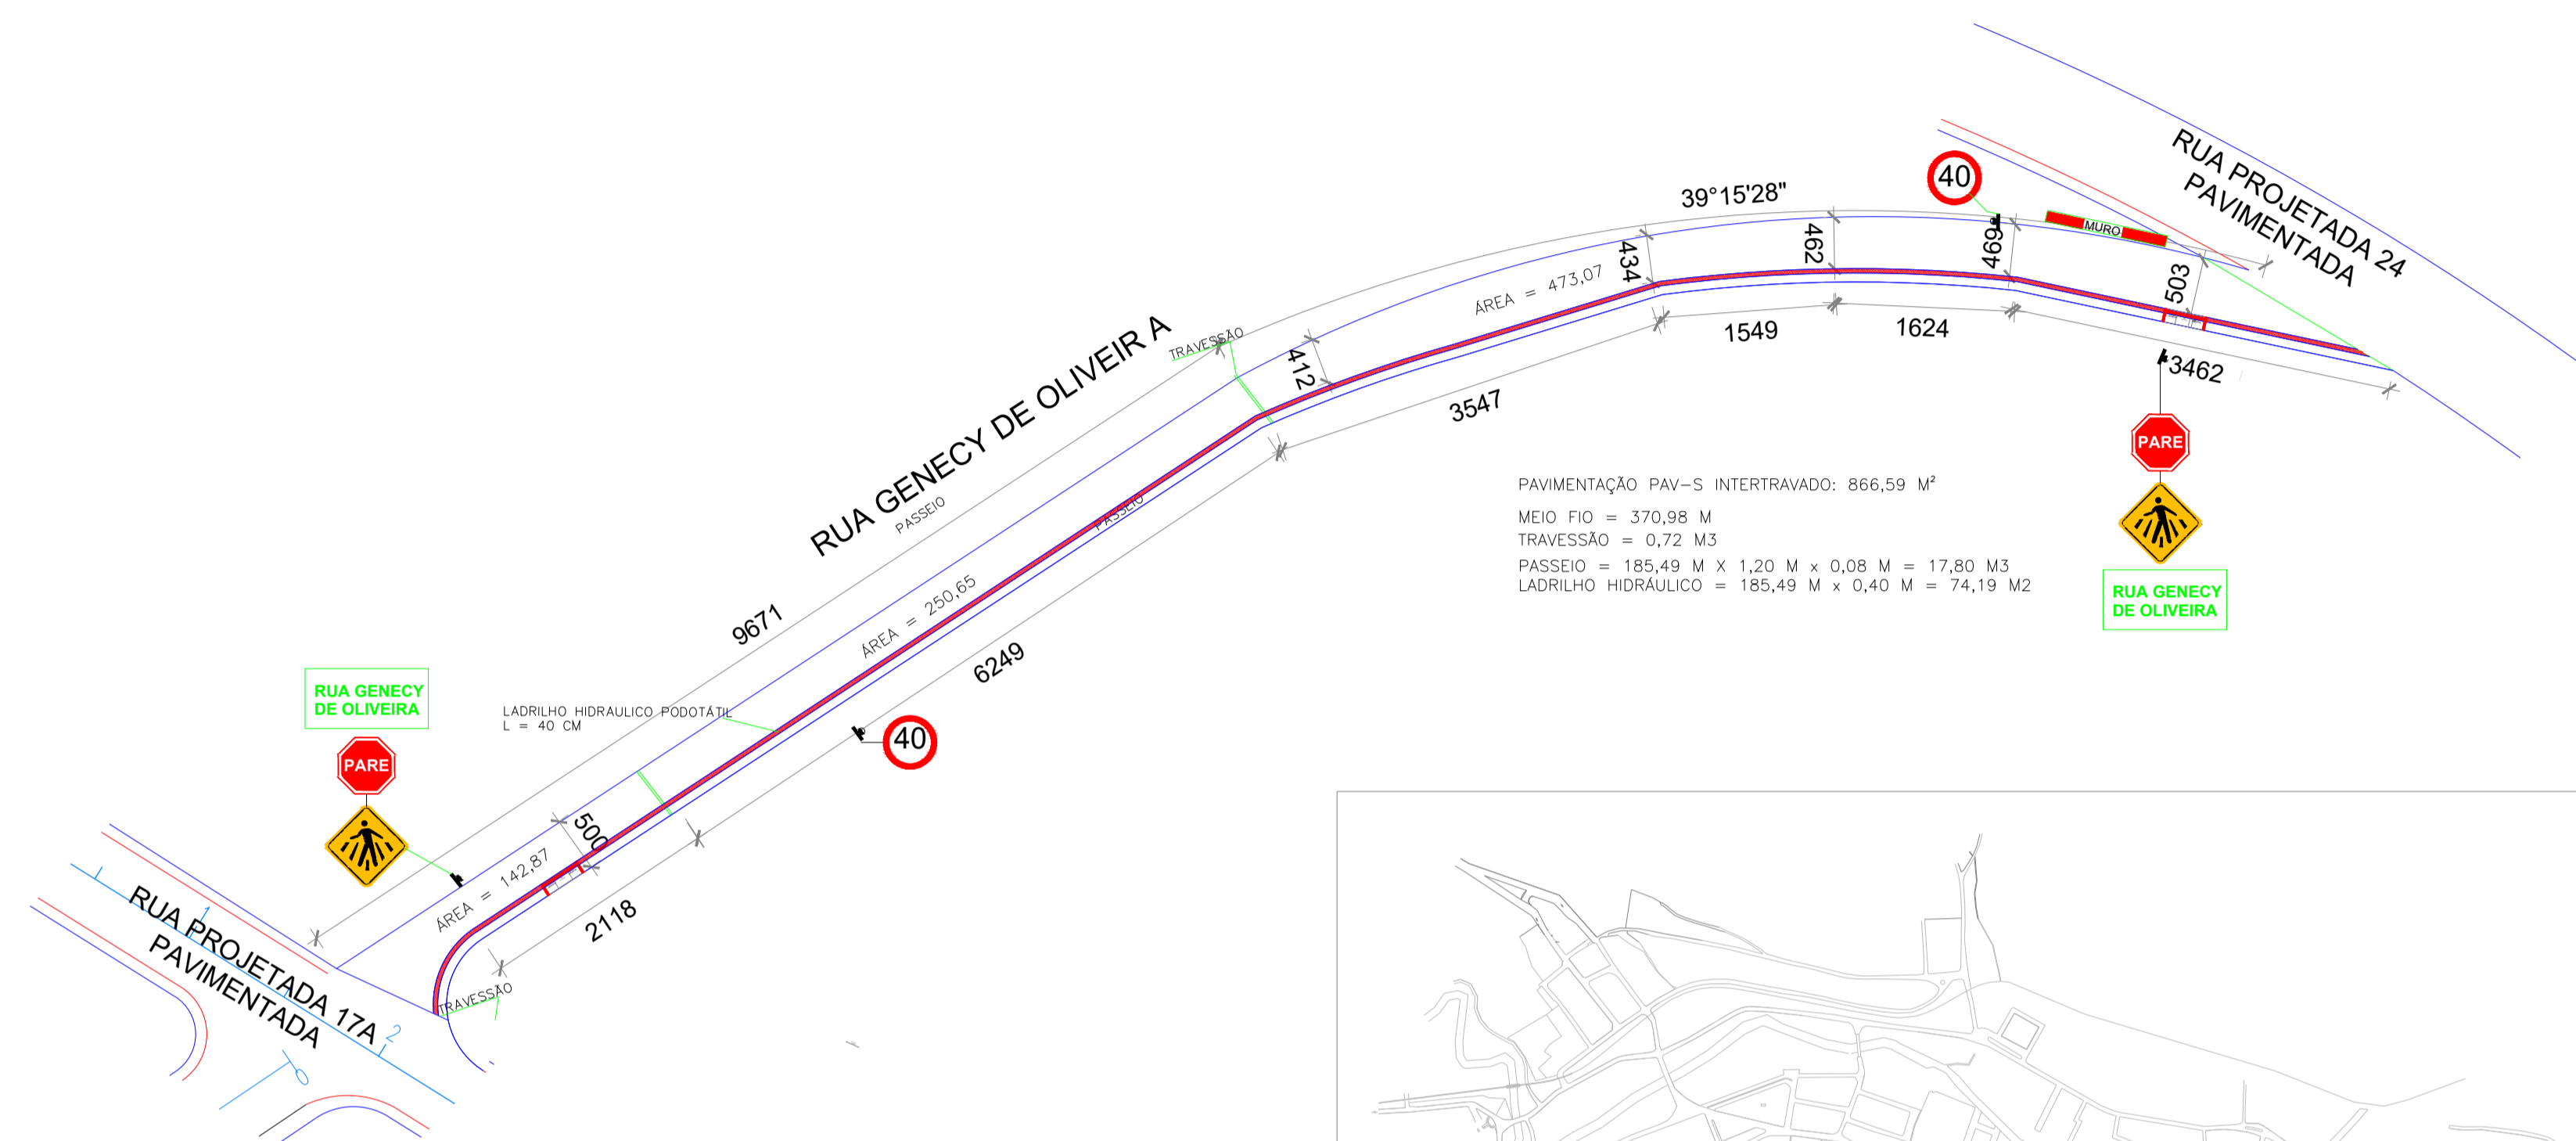 RUA PROJETADA 24
PAVIMENTADA
40
39°15'28"
MURO
469
462
434
503
ÁREA = 473,07
TRAVESSÃO
412
1549
1624
3462
3547
RUA GENECY DE OLIVEIR A
PASSEIO
PASSEIO
PARE
RUA GENECY
DE OLIVEIRA
PAVIMENTAÇÃO PAV-S INTERTRAVADO: 866,59 M²
MEIO FIO = 370,98 M
TRAVESSÃO = 0,72 M3
PASSEIO = 185,49 M X 1,20 M x 0,08 M = 17,80 M3
LADRILHO HIDRÁULICO = 185,49 M x 0,40 M = 74,19 M2
9671
ÁREA = 250,65
6249
RUA GENECY
DE OLIVEIRA
PARE
LADRILHO HIDRAULICO PODOTÁTIL
L = 40 CM
40
500
ÁREA = 142,87
2118
TRAVESSÃO
RUA PROJETADA 17A
PAVIMENTADA
1
2
0